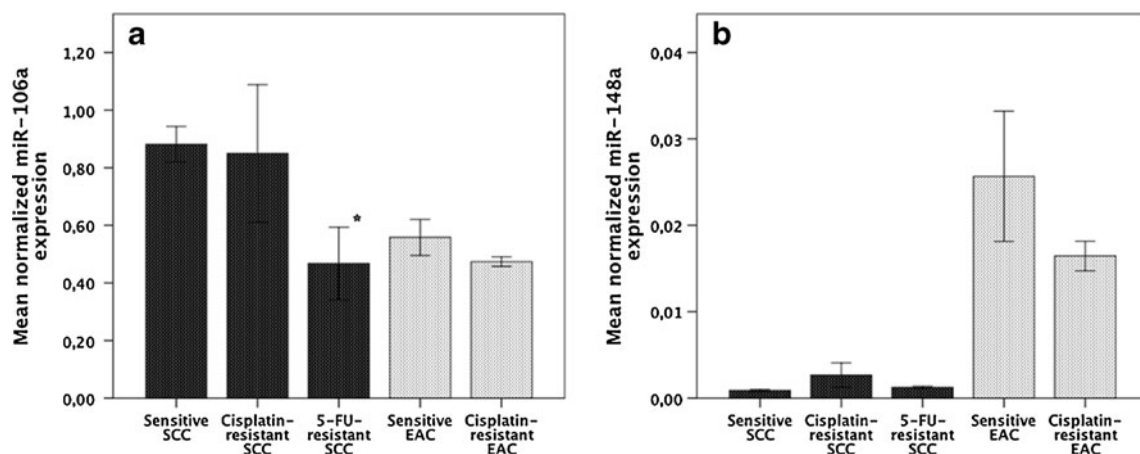 a
Mean normalized miR-106a
expression
1,20
1,00
0,80
0,60
0,40
0,20
0,00
*
Sensitive
SCC
Cisplatin-
resistant
SCC
5-FU-
resistant
SCC
Sensitive
EAC
Cisplatin-
resistant
EAC
b
Mean normalized miR-148a
expression
0,04
0,03
0,02
0,01
0,00
Sensitive
SCC
Cisplatin-
resistant SCC
5-FU-
resistant SCC
Sensitive
EAC
Cisplatin-
resistant EAC